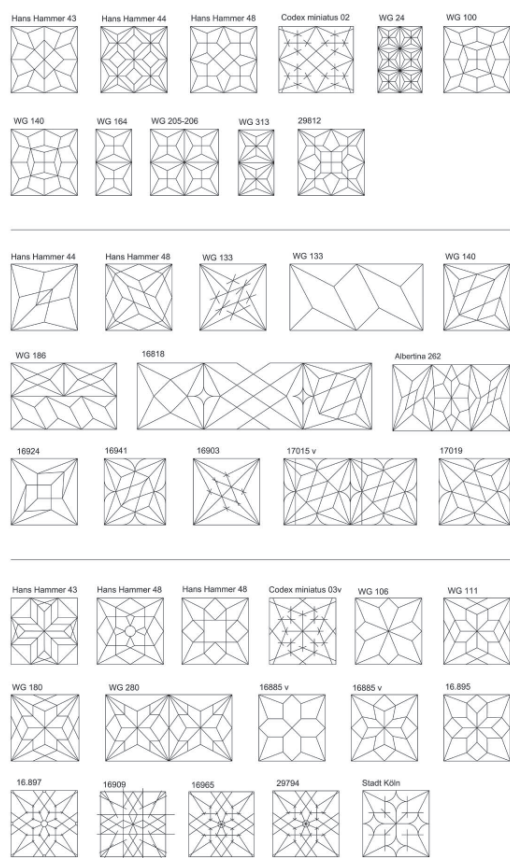 Hans Hammer 43 Hans Hammer 44 Hans Hammer 48 Codex miniatus 02 WG 24 WG 100
WG 140 WG 164 WG 205-206 WG 313 29812
Hans Hammer 44 Hans Hammer 48 WG 133 WG 133 WG 140
WG 186 16818 Albertina 262
16924 16941 16903 17015 v 17019
Hans Hammer 43 Hans Hammer 48 Hans Hammer 48 Codex miniatus 03v WG 106 WG 111
WG 180 WG 280 16885 v 16885 v 16.895
16.897 16909 16965 29794 Stadt Köln